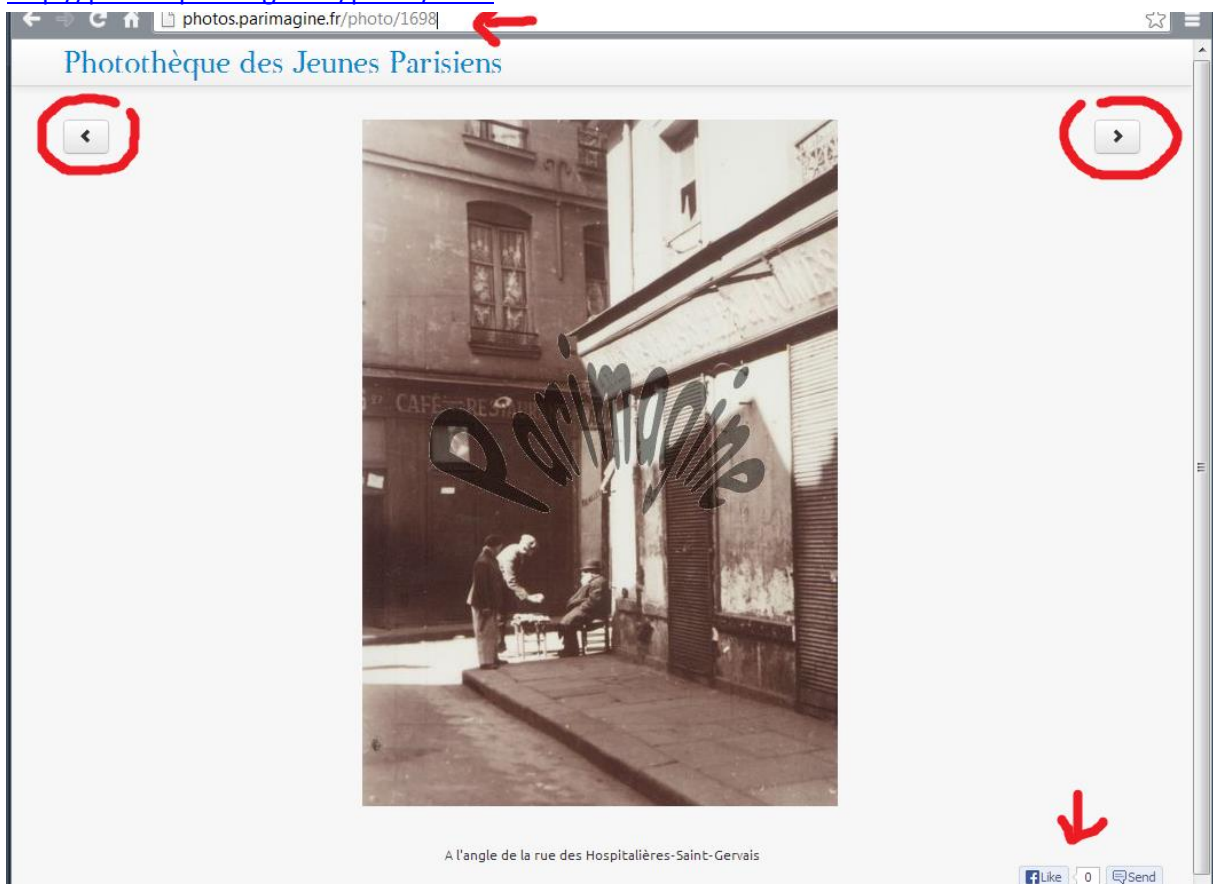 photos.parimagine.fr/photo/1698
Photothèque des Jeunes Parisiens
CAFÉ RESTAUR
Parimagine
A l'angle de la rue des Hospitalières-Saint-Gervais
Like 0 Send